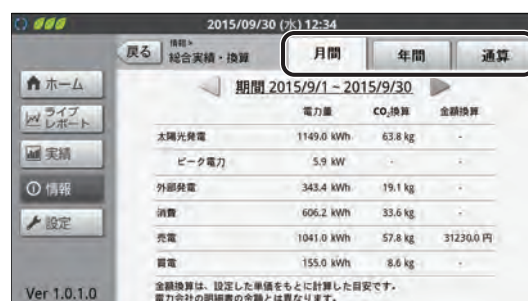 2015/09/30 (水) 12:34
戻る
情報>
総合実績・換算
月間 年間 通算
ホーム
ライブ
レポート
実績
情報
設定
期間 2015/9/1 ~ 2015/9/30
電力量 CO₂換算 金額換算
太陽光発電 1149.0 kWh 63.8 kg -
ピーク電力 5.9 kW - -
外部発電 343.4 kWh 19.1 kg -
消費 606.2 kWh 33.6 kg -
売電 1041.0 kWh 57.8 kg 31230.0 円
買電 155.0 kWh 8.6 kg -
金額換算は、設定した単価をもとに計算した目安です。
電力会社の明細書の金額とは異なります。
Ver 1.0.1.0